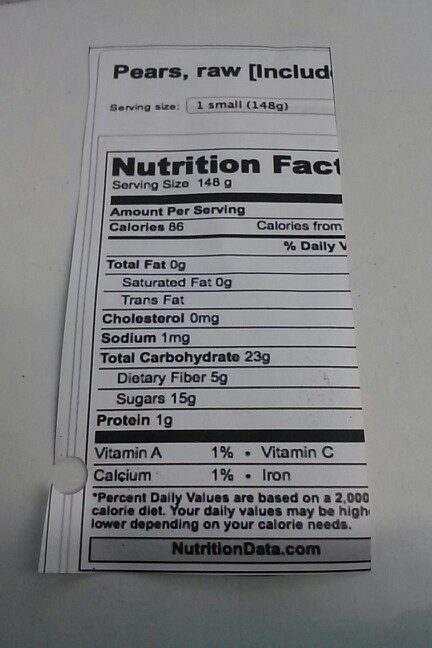 Pears, raw [Includ
Serving size: 1 small (148g)
Nutrition Fact
Serving Size 148 g
Amount Per Serving
Calories 86 Calories from
% Daily V
Total Fat 0g
Saturated Fat 0g
Trans Fat
Cholesterol 0mg
Sodium 1mg
Total Carbohydrate 23g
Dietary Fiber 5g
Sugars 15g
Protein 1g
Vitamin A 1% • Vitamin C
Calcium 1% • Iron
*Percent Daily Values are based on a 2,000
calorie diet. Your daily values may be high
lower depending on your calorie needs.
NutritionData.com